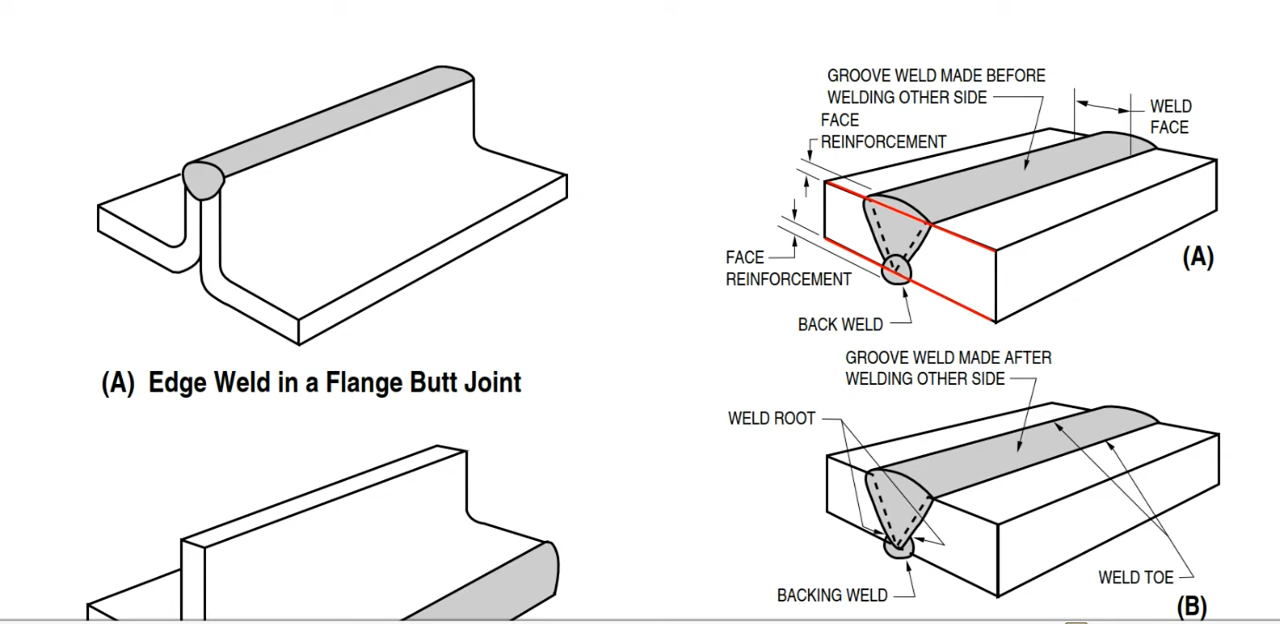 (A) Edge Weld in a Flange Butt Joint
GROOVE WELD MADE BEFORE
WELDING OTHER SIDE
FACE
REINFORCEMENT
WELD
FACE
(A)
FACE
REINFORCEMENT
BACK WELD
GROOVE WELD MADE AFTER
WELDING OTHER SIDE
WELD ROOT
WELD TOE
BACKING WELD
(B)